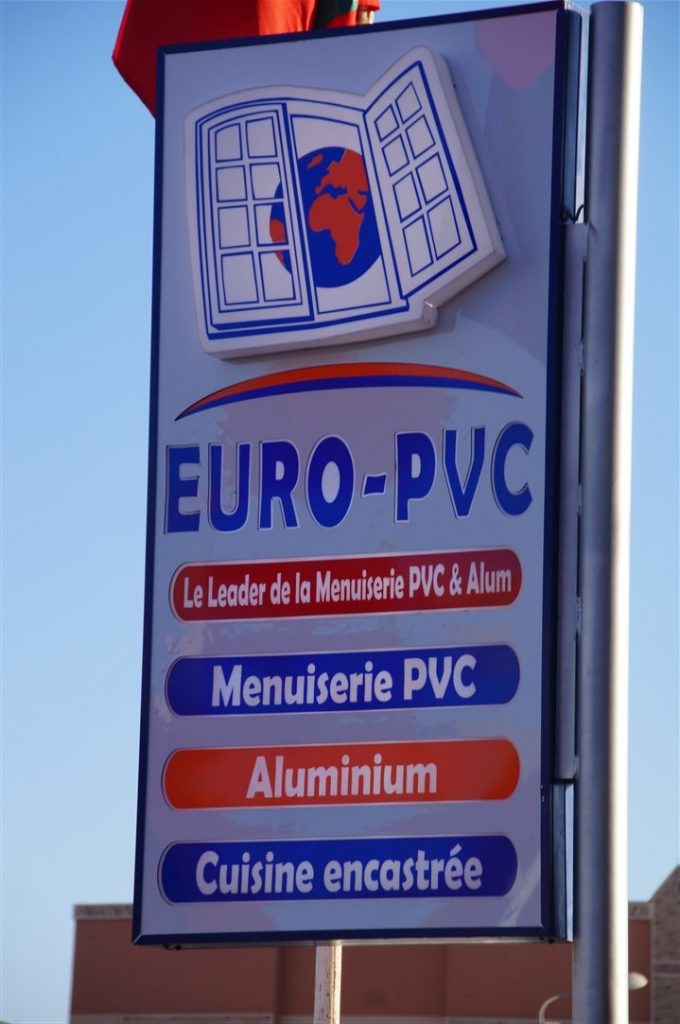 EURO-PVC
Le Leader de la Menuiserie PVC & Alum
Menuiserie PVC
Aluminium
Cuisine encastrée